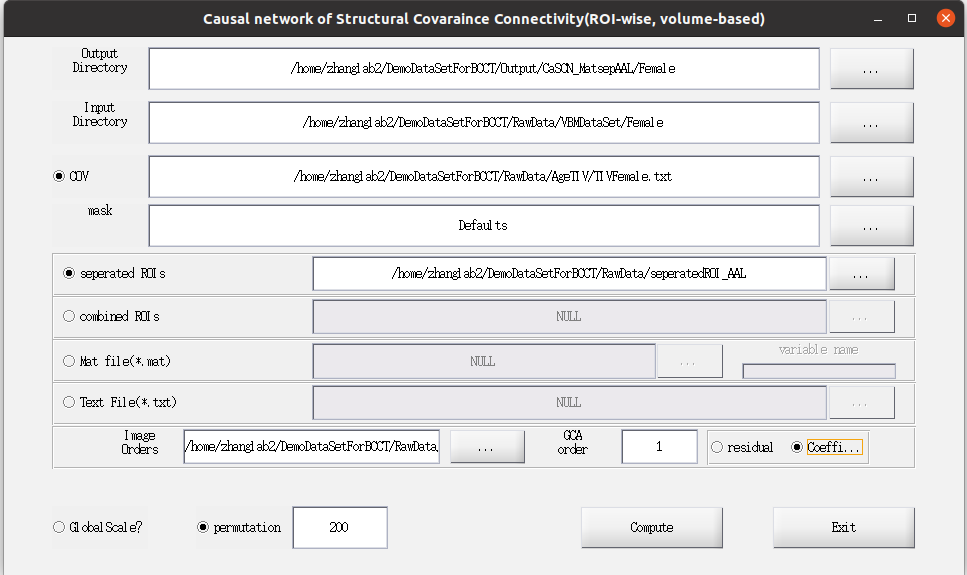 Causal network of Structural Covaraince Connectivity(ROI-wise, volume-based)
Output
Directory
/home/zhanglab2/DemoDataSetForBCCT/Output/CaSCN_MatsepAAL/Female
...
Input
Directory
/home/zhanglab2/DemoDataSetForBCCT/RawData/VBMDataSet/Female
...
COV
/home/zhanglab2/DemoDataSetForBCCT/RawData/AgeTIV/TIVFemale.txt
...
mask
Defaults
...
seperated ROIs
/home/zhanglab2/DemoDataSetForBCCT/RawData/seperatedROI_AAL
...
combined ROIs
NULL
...
Mat file(*.mat)
NULL
...
variable name
Text File(*.txt)
NULL
...
Image
Orders
/home/zhanglab2/DemoDataSetForBCCT/RawData
...
GCA
order
1
residual
Coeffi...
GlobalScale?
permutation
200
Compute
Exit